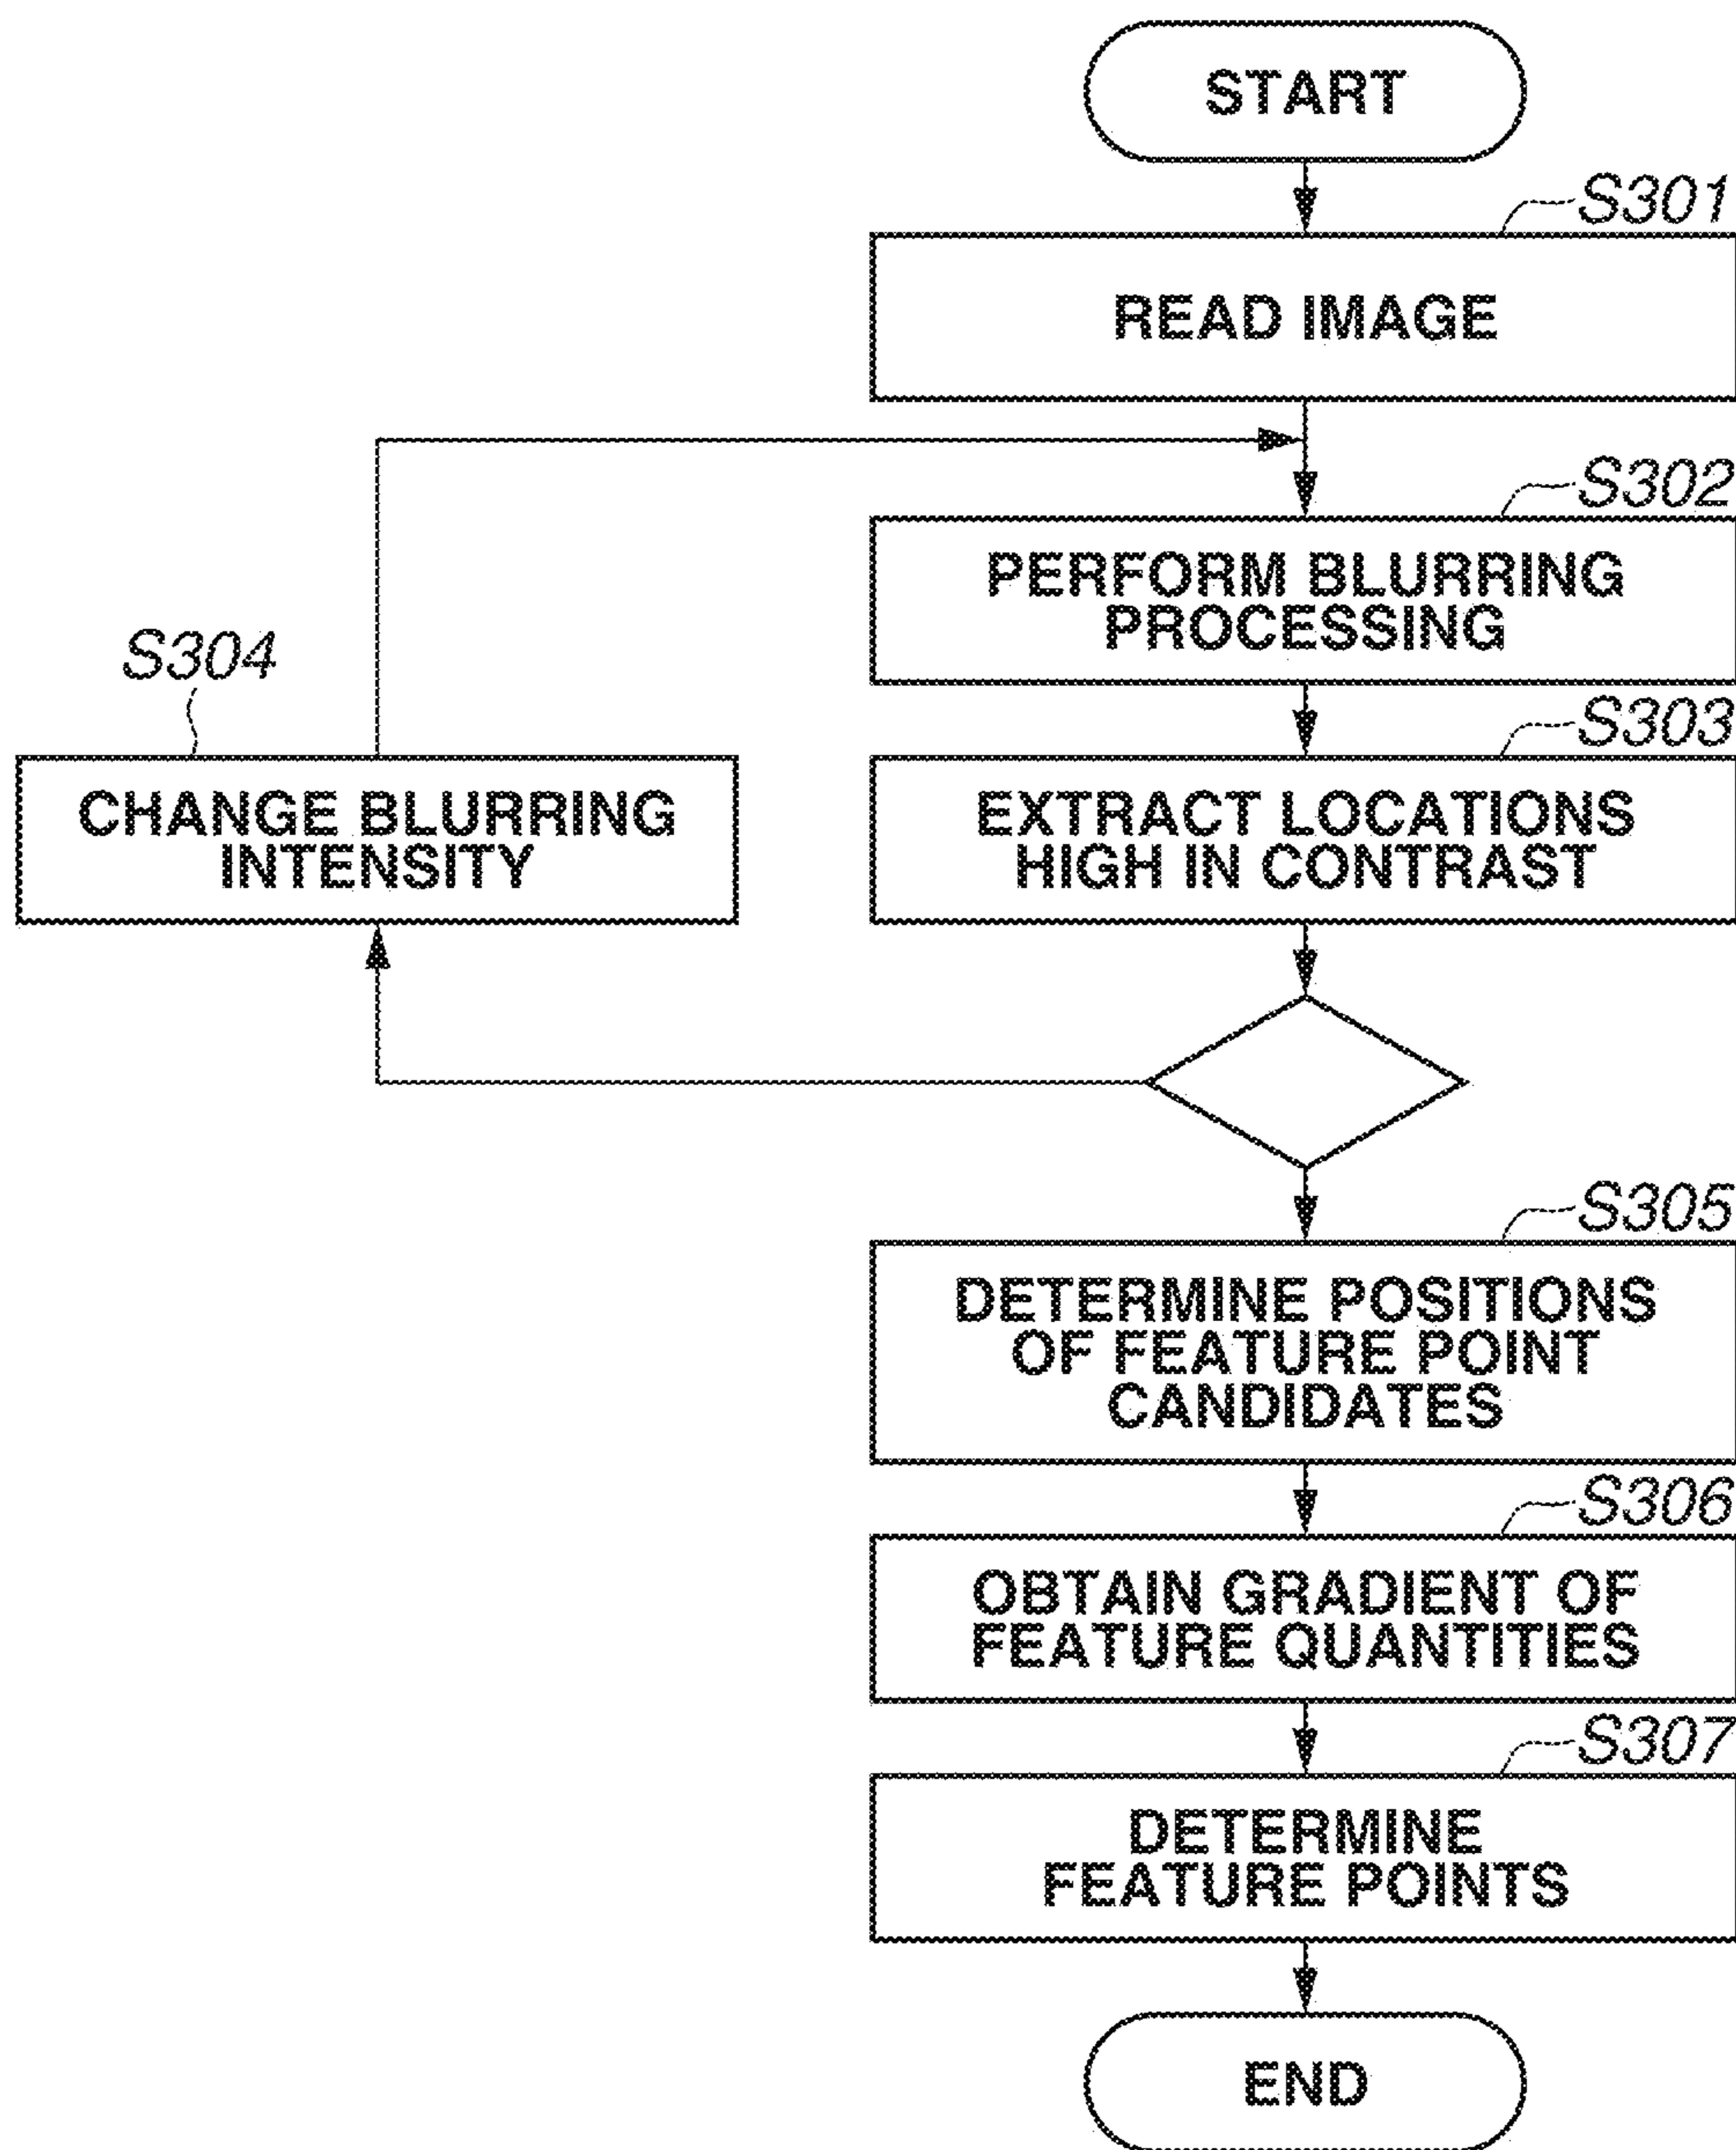 START
S301
READ IMAGE
S302
PERFORM BLURRING
PROCESSING
S304
CHANGE BLURRING
INTENSITY
S303
EXTRACT LOCATIONS
HIGH IN CONTRAST
S305
DETERMINE POSITIONS
OF FEATURE POINT
CANDIDATES
S306
OBTAIN GRADIENT OF
FEATURE QUANTITIES
S307
DETERMINE
FEATURE POINTS
END